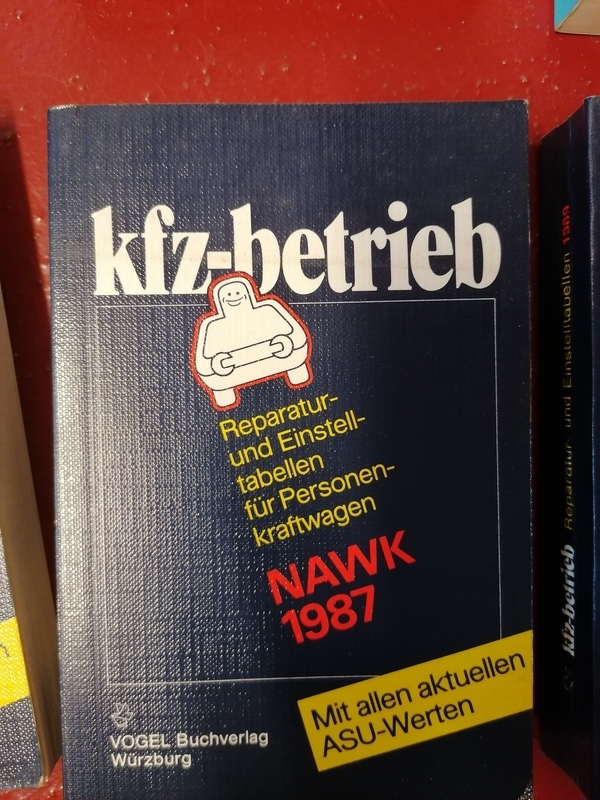 kfz-betrieb
Reparatur-
und Einstell-
tabellen
für Personen-
kraftwagen
NAWK
1987
Mit allen aktuellen
ASU-Werten
VOGEL Buchverlag
Würzburg
kfz-betrieb Reparatur- und Einstelltabellen 1989